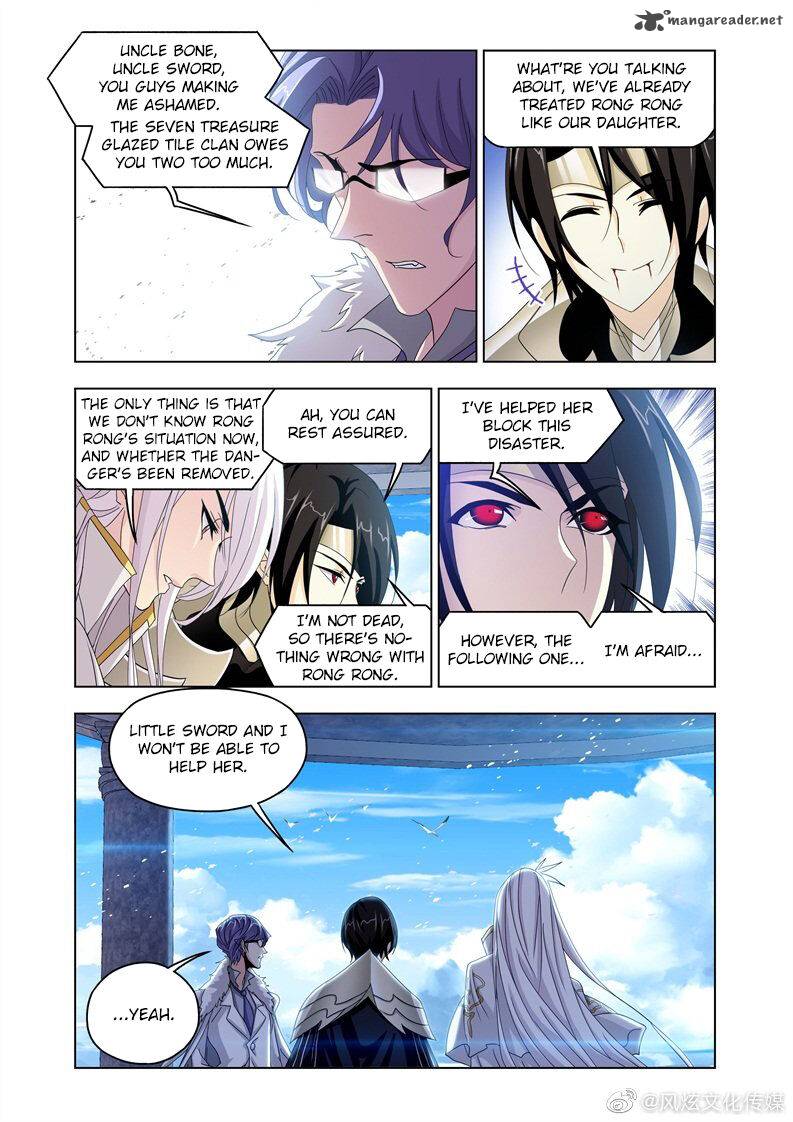 mangareader.net
UNCLE BONE,
UNCLE SWORD,
YOU GUYS MAKING
ME ASHAMED.
THE SEVEN TREASURE
GLAZED TILE CLAN OWES
YOU TWO TOO MUCH.
WHAT'RE YOU TALKING
ABOUT, WE'VE ALREADY
TREATED RONG RONG
LIKE OUR DAUGHTER.
THE ONLY THING IS THAT
WE DON'T KNOW RONG
RONG'S SITUATION NOW,
AND WHETHER THE DAN-
GER'S BEEN REMOVED.
AH, YOU CAN
REST ASSURED.
I'M NOT DEAD,
SO THERE'S NO-
THING WRONG WITH
RONG RONG.
I'VE HELPED HER
BLOCK THIS
DISASTER.
HOWEVER, THE
FOLLOWING ONE...
I'M AFRAID...
LITTLE SWORD AND I
WON'T BE ABLE TO
HELP HER.
...YEAH.
@风炫文化传媒